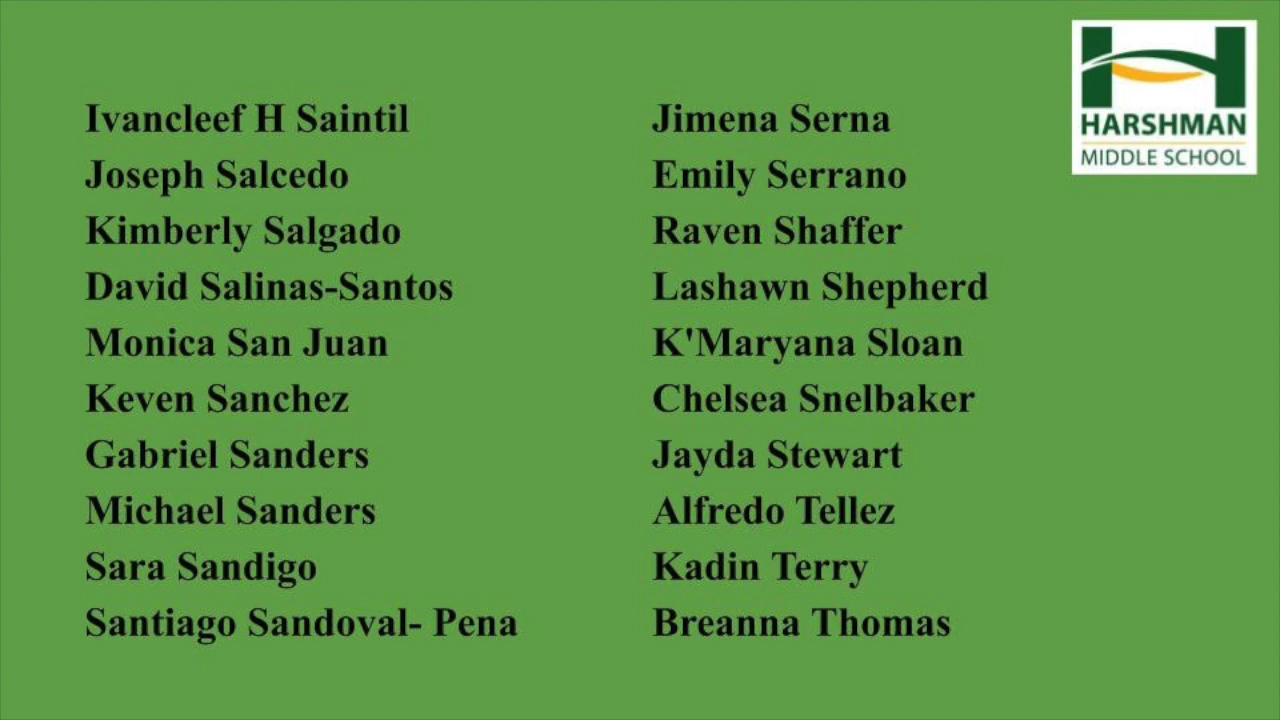 Ivancleef H Saintil
Joseph Salcedo
Kimberly Salgado
David Salinas-Santos
Monica San Juan
Keven Sanchez
Gabriel Sanders
Michael Sanders
Sara Sandigo
Santiago Sandoval- Pena
Jimena Serna
Emily Serrano
Raven Shaffer
Lashawn Shepherd
K'Maryana Sloan
Chelsea Snelbaker
Jayda Stewart
Alfredo Tellez
Kadin Terry
Breanna Thomas
HARSHMAN
MIDDLE SCHOOL